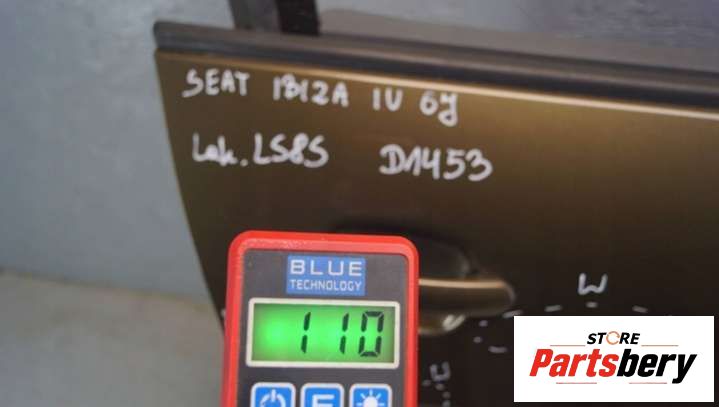 SEAT IBIZA IV 6J
Lak. LS8S D1453
BLUE
TECHNOLOGY
110
F
W
STORE
Partsbery